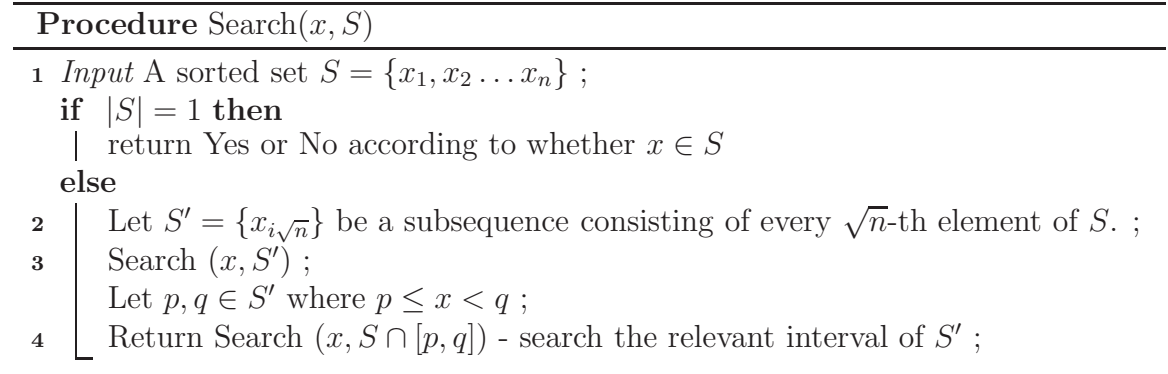 Procedure Search(x, S)
1 Input A sorted set S = {x₁, x₂ . . . xₙ} ;
if |S| = 1 then
return Yes or No according to whether x ∈ S
else
2 Let S′ = {x_{i√n}} be a subsequence consisting of every √n-th element of S. ;
3 Search (x, S′) ;
Let p, q ∈ S′ where p ≤ x < q ;
4 Return Search (x, S ∩ [p, q]) - search the relevant interval of S′ ;